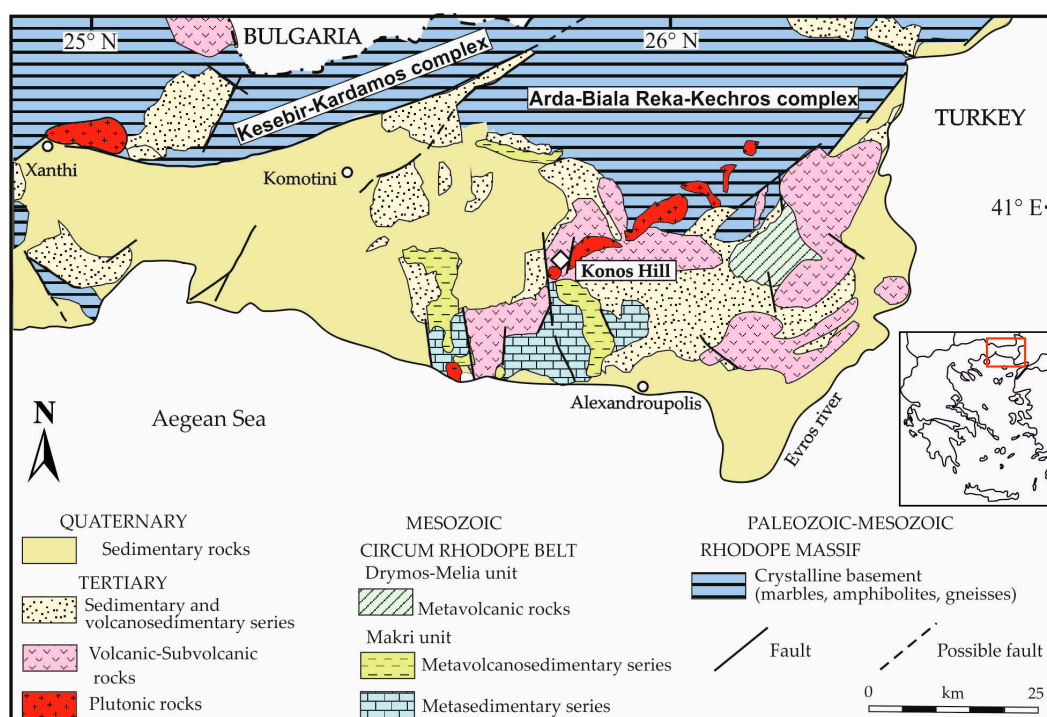 25° N
BULGARIA
26° N
Kesebir-Kardamos complex
Arda-Biala Reka-Kechros complex
TURKEY
Xanthi
Komotini
41° E
Konos Hill
Alexandroupolis
Evros river
N
Aegean Sea
QUATERNARY
Sedimentary rocks
TERTIARY
Sedimentary and
volcanosedimentary series
Volcanic-Subvolcanic
rocks
Plutonic rocks
MESOZOIC
CIRCUM RHODOPE BELT
Drymos-Melia unit
Metavolcanic rocks
Makri unit
Metavolcanosedimentary series
Metasedimentary series
PALEOZOIC-MESOZOIC
RHODOPE MASSIF
Crystalline basement
(marbles, amphibolites, gneisses)
Fault
Possible fault
0 km 25